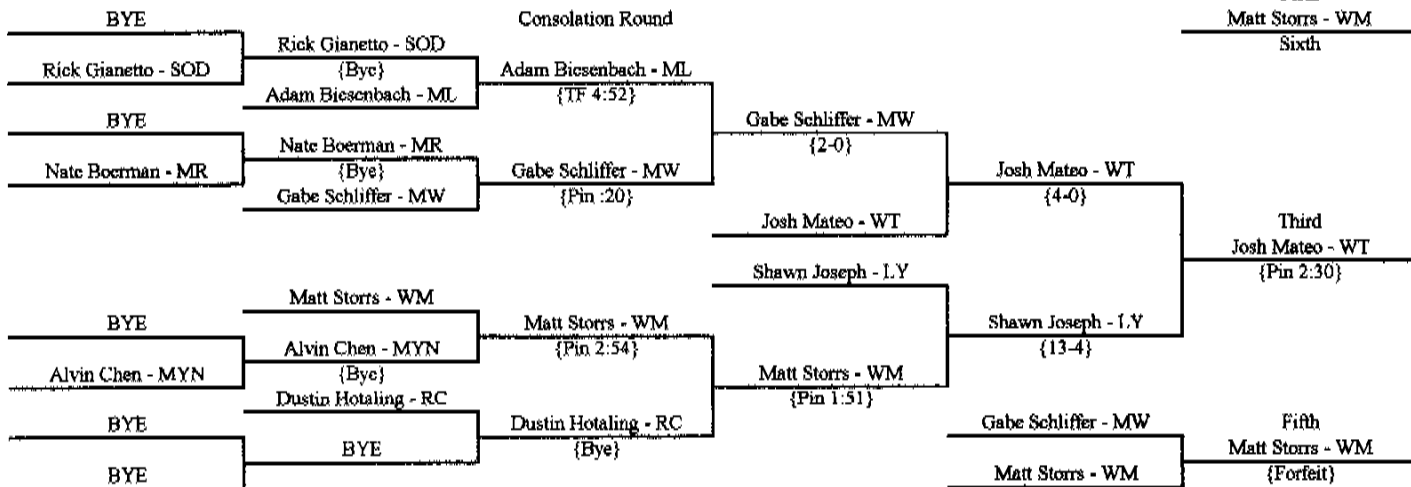 BYE
Consolation Round
Matt Storrs - WM
Rick Gianetto - SOD
Sixth
Rick Gianetto - SOD
{Bye}
Adam Biesenbach - ML
Adam Biesenbach - ML
{TF 4:52}
BYE
Gabe Schliffer - MW
Nate Boerman - MR
{2-0}
Nate Boerman - MR
{Bye}
Gabe Schliffer - MW
Josh Mateo - WT
Gabe Schliffer - MW
{Pin :20}
{4-0}
Josh Mateo - WT
Third
Josh Mateo - WT
Shawn Joseph - LY
{Pin 2:30}
Matt Storrs - WM
BYE
Matt Storrs - WM
Shawn Joseph - LY
Alvin Chen - MYN
{Pin 2:54}
{13-4}
Alvin Chen - MYN
{Bye}
Matt Storrs - WM
Dustin Hotaling - RC
{Pin 1:51}
BYE
Dustin Hotaling - RC
Gabe Schliffer - MW
Fifth
BYE
{Bye}
Matt Storrs - WM
BYE
Matt Storrs - WM
{Forfeit}